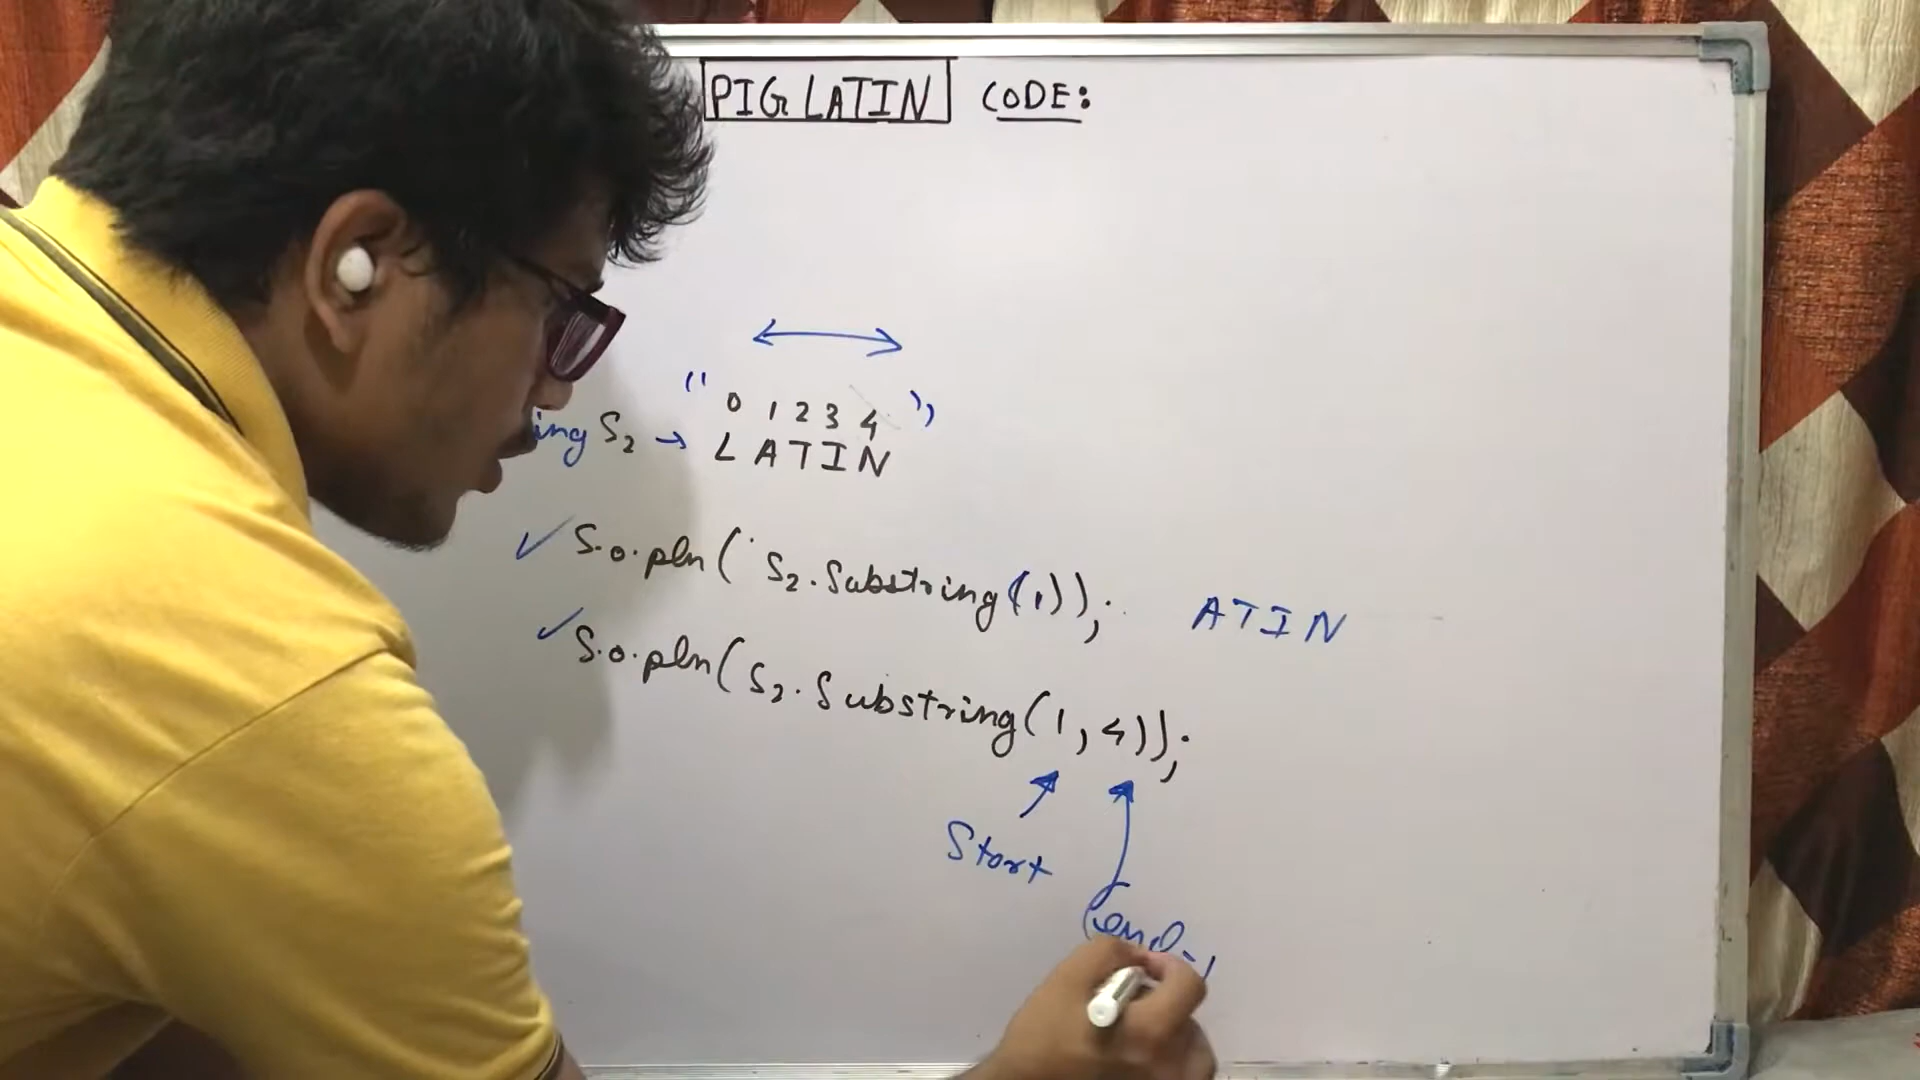 PIG LATIN CODE:
" 0 1 2 3 4 "
ing S2 → LATIN
✓ S.o.pln( S2.Substring(1)); ATIN
✓ S.o.pln(S2.Substring(1,4));
Start
(end-1